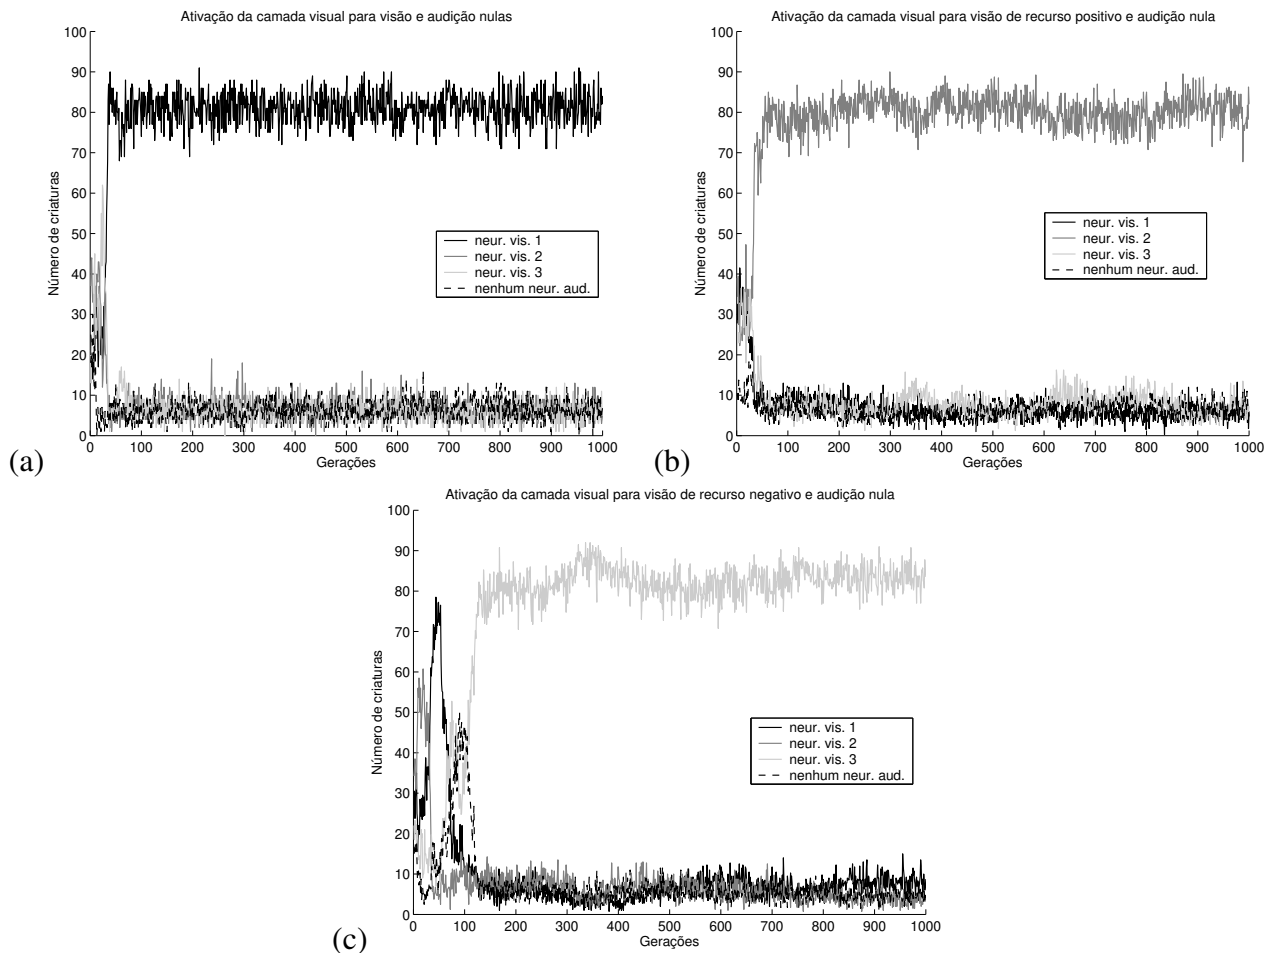 Ativação da camada visual para visão e audição nulas
100
90
80
70
60
50
40
30
20
10
0
Número de criaturas
neur. vis. 1
neur. vis. 2
neur. vis. 3
nenhum neur. aud.
0 100 200 300 400 500 600 700 800 900 1000
Gerações
(a)
Ativação da camada visual para visão de recurso positivo e audição nula
100
90
80
70
60
50
40
30
20
10
0
Número de criaturas
neur. vis. 1
neur. vis. 2
neur. vis. 3
nenhum neur. aud.
0 100 200 300 400 500 600 700 800 900 1000
Gerações
(b)
Ativação da camada visual para visão de recurso negativo e audição nula
100
90
80
70
60
50
40
30
20
10
0
Número de criaturas
neur. vis. 1
neur. vis. 2
neur. vis. 3
nenhum neur. aud.
0 100 200 300 400 500 600 700 800 900 1000
Gerações
(c)